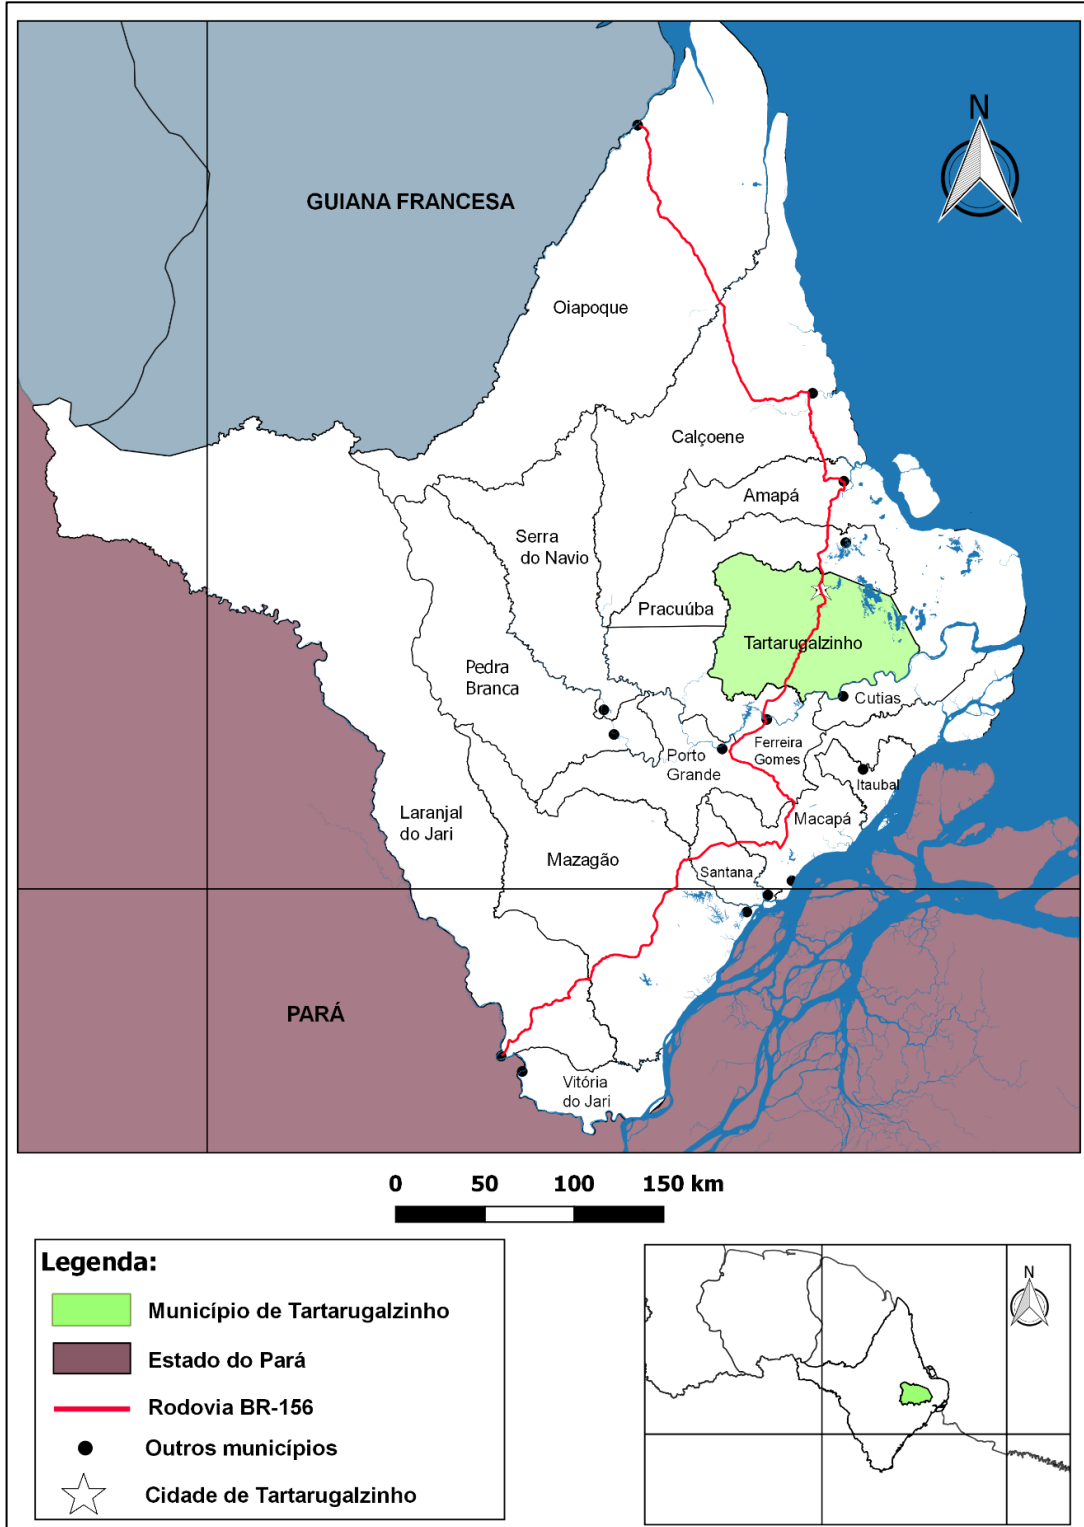 N
GUIANA FRANCESA
Oiapoque
Calçoene
Amapá
Serra
do Navio
Pracuúba
Tartarugalzinho
Pedra
Branca
Cutias
Ferreira
Gomes
Porto
Grande
Itaubal
Laranjal
do Jari
Macapá
Mazagão
Santana
PARÁ
Vitória
do Jari
0 50 100 150 km
Legenda:
Município de Tartarugalzinho
Estado do Pará
Rodovia BR-156
Outros municípios
Cidade de Tartarugalzinho
N